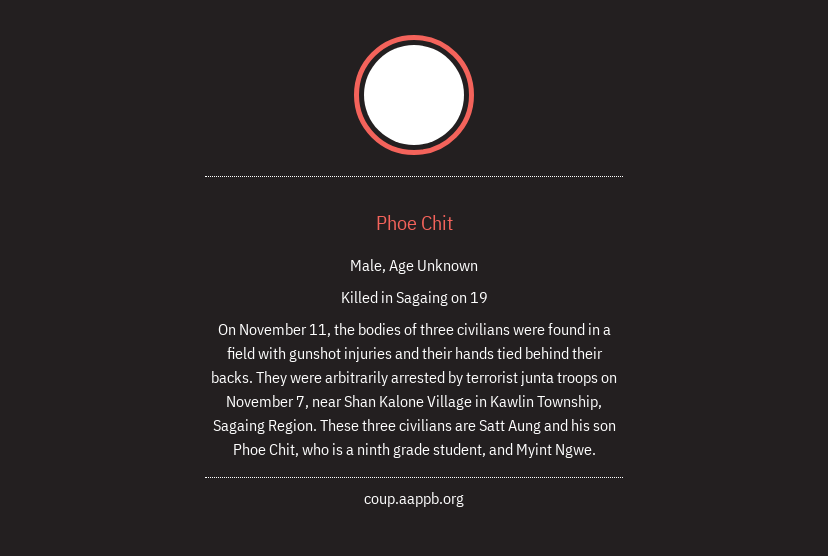 Phoe Chit
Male, Age Unknown
Killed in Sagaing on 19
On November 11, the bodies of three civilians were found in a
field with gunshot injuries and their hands tied behind their
backs. They were arbitrarily arrested by terrorist junta troops on
November 7, near Shan Kalone Village in Kawlin Township,
Sagaing Region. These three civilians are Satt Aung and his son
Phoe Chit, who is a ninth grade student, and Myint Ngwe.
coup.aappb.org